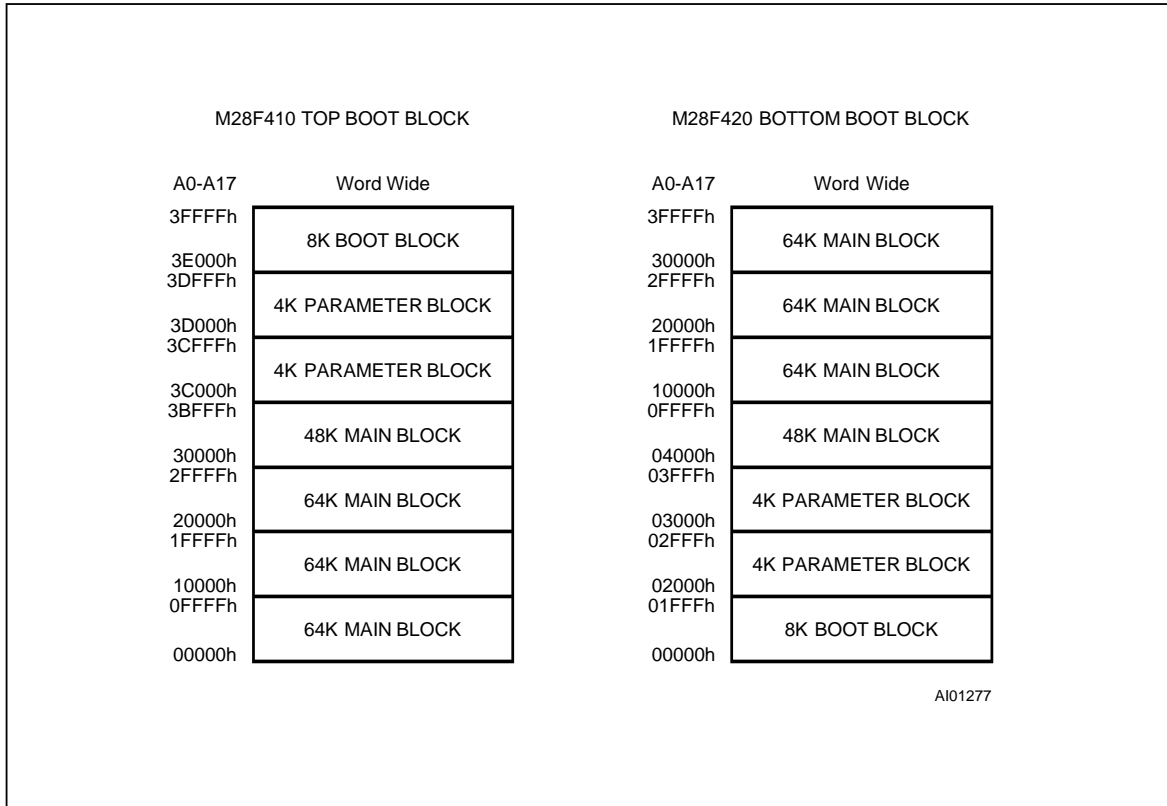 M28F410 TOP BOOT BLOCK
A0-A17 Word Wide
3FFFFh
8K BOOT BLOCK
3E000h
3DFFFh
4K PARAMETER BLOCK
3D000h
3CFFFh
4K PARAMETER BLOCK
3C000h
3BFFFh
48K MAIN BLOCK
30000h
2FFFFh
64K MAIN BLOCK
20000h
1FFFFh
64K MAIN BLOCK
10000h
0FFFFh
64K MAIN BLOCK
00000h
M28F420 BOTTOM BOOT BLOCK
A0-A17 Word Wide
3FFFFh
64K MAIN BLOCK
30000h
2FFFFh
64K MAIN BLOCK
20000h
1FFFFh
64K MAIN BLOCK
10000h
0FFFFh
48K MAIN BLOCK
04000h
03FFFh
4K PARAMETER BLOCK
03000h
02FFFh
4K PARAMETER BLOCK
02000h
01FFFh
8K BOOT BLOCK
00000h
AI01277